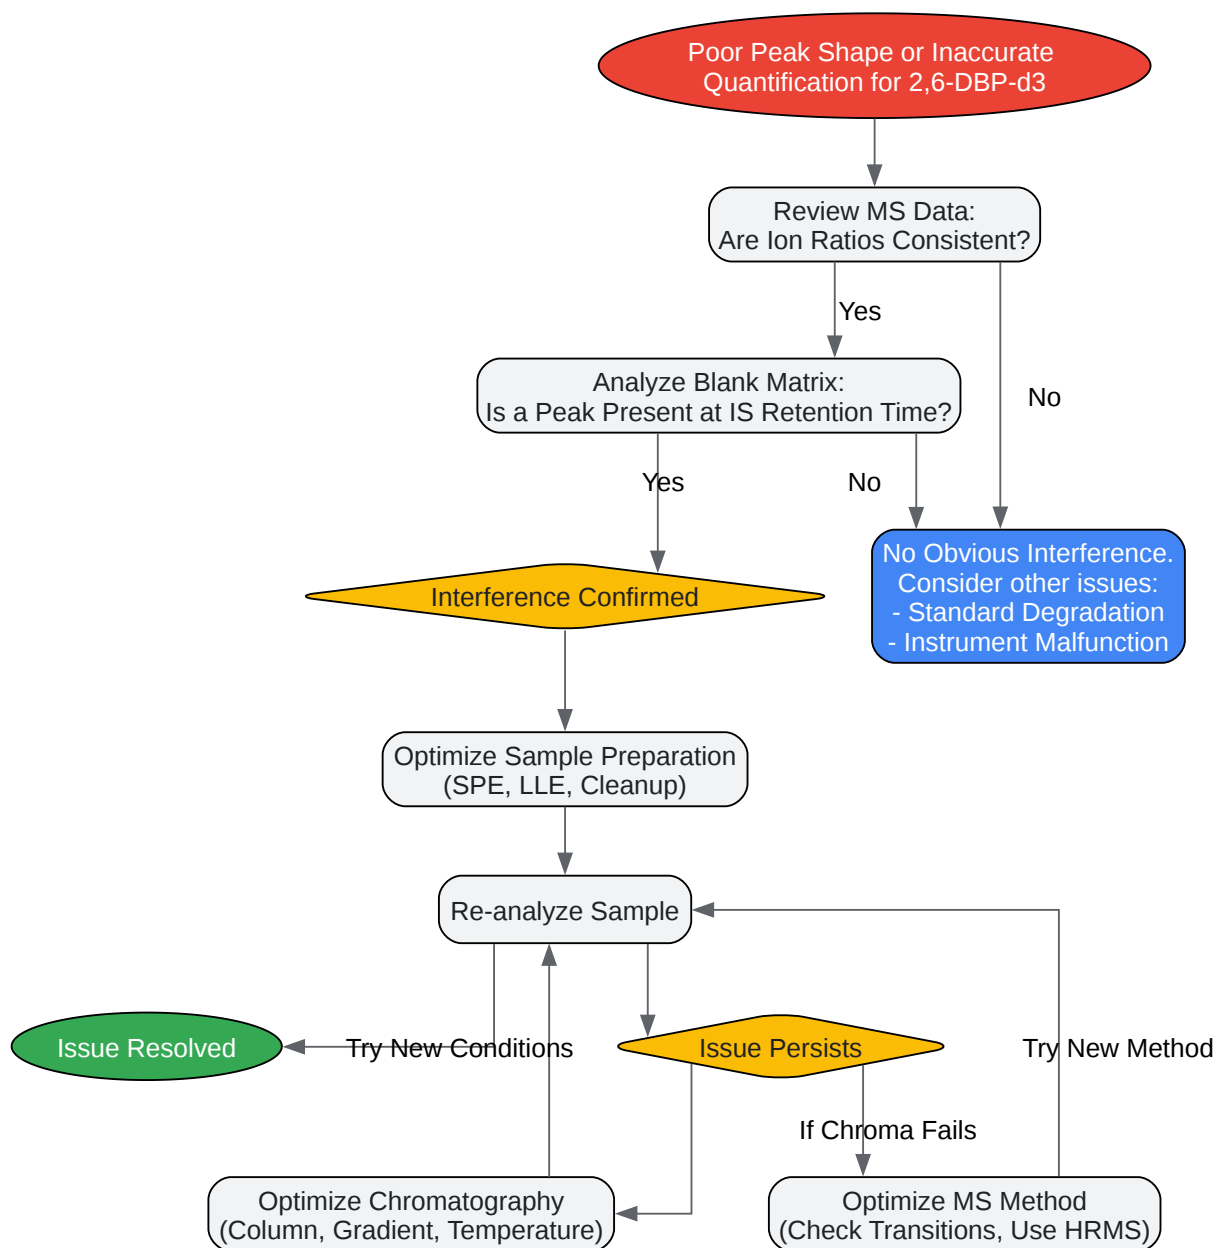 Poor Peak Shape or Inaccurate
Quantification for 2,6-DBP-d3
Review MS Data:
Are Ion Ratios Consistent?
Yes
No
Analyze Blank Matrix:
Is a Peak Present at IS Retention Time?
Yes
No
No Obvious Interference.
Consider other issues:
- Standard Degradation
- Instrument Malfunction
Interference Confirmed
Optimize Sample Preparation
(SPE, LLE, Cleanup)
Re-analyze Sample
Issue Resolved
Try New Conditions
Issue Persists
Try New Method
If Chroma Fails
Optimize Chromatography
(Column, Gradient, Temperature)
Optimize MS Method
(Check Transitions, Use HRMS)